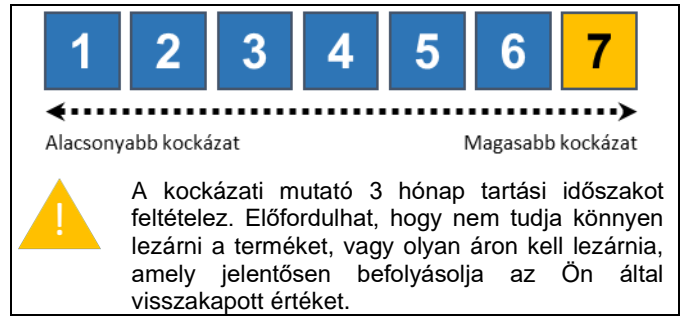 1 2 3 4 5 6 7
Alacsonyabb kockázat Magasabb kockázat
!
A kockázati mutató 3 hónap tartási időszakot
feltételez. Előfordulhat, hogy nem tudja könnyen
lezárni a terméket, vagy olyan áron kell lezárnia,
amely jelentősen befolyásolja az Ön által
visszakapott értéket.